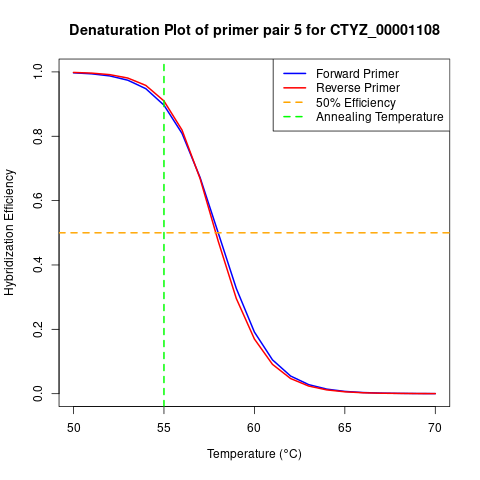 Denaturation Plot of primer pair 5 for CTYZ_00001108
Forward Primer
Reverse Primer
50% Efficiency
Annealing Temperature
Hybridization Efficiency
1.0
0.8
0.6
0.4
0.2
0.0
50 55 60 65 70
Temperature (°C)